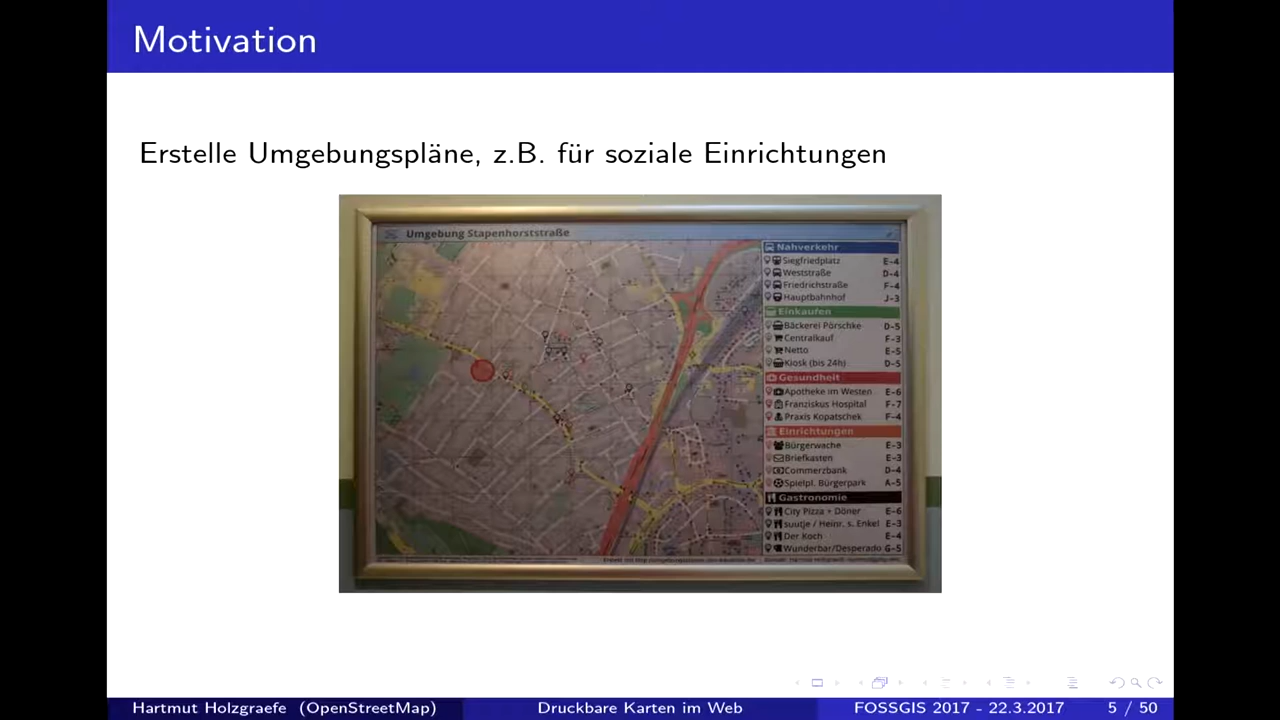 Motivation
Erstelle Umgebungspläne, z.B. für soziale Einrichtungen
Umgebung Stapenhorststraße
Nahverkehr
Siegfriedplatz E-4
Weststraße D-4
Friedrichstraße F-4
Hauptbahnhof J-3
Einkaufen
Bäckerei Pörschke D-5
Centralkauf F-3
Netto E-5
Kiosk (bis 24h) D-5
Gesundheit
Apotheke im Westen E-6
Franziskus Hospital F-7
Praxis Kopatschek F-4
Einrichtungen
Bürgerwache E-3
Briefkasten E-3
Commerzbank D-4
Spielpl. Bürgerpark A-5
Gastronomie
City Pizza + Döner E-6
suutje / Heinr. s. Enkel E-3
Der Koch E-4
Wunderbar/Desperado G-5
Hartmut Holzgraefe (OpenStreetMap) Druckbare Karten im Web FOSSGIS 2017 - 22.3.2017 5 / 50